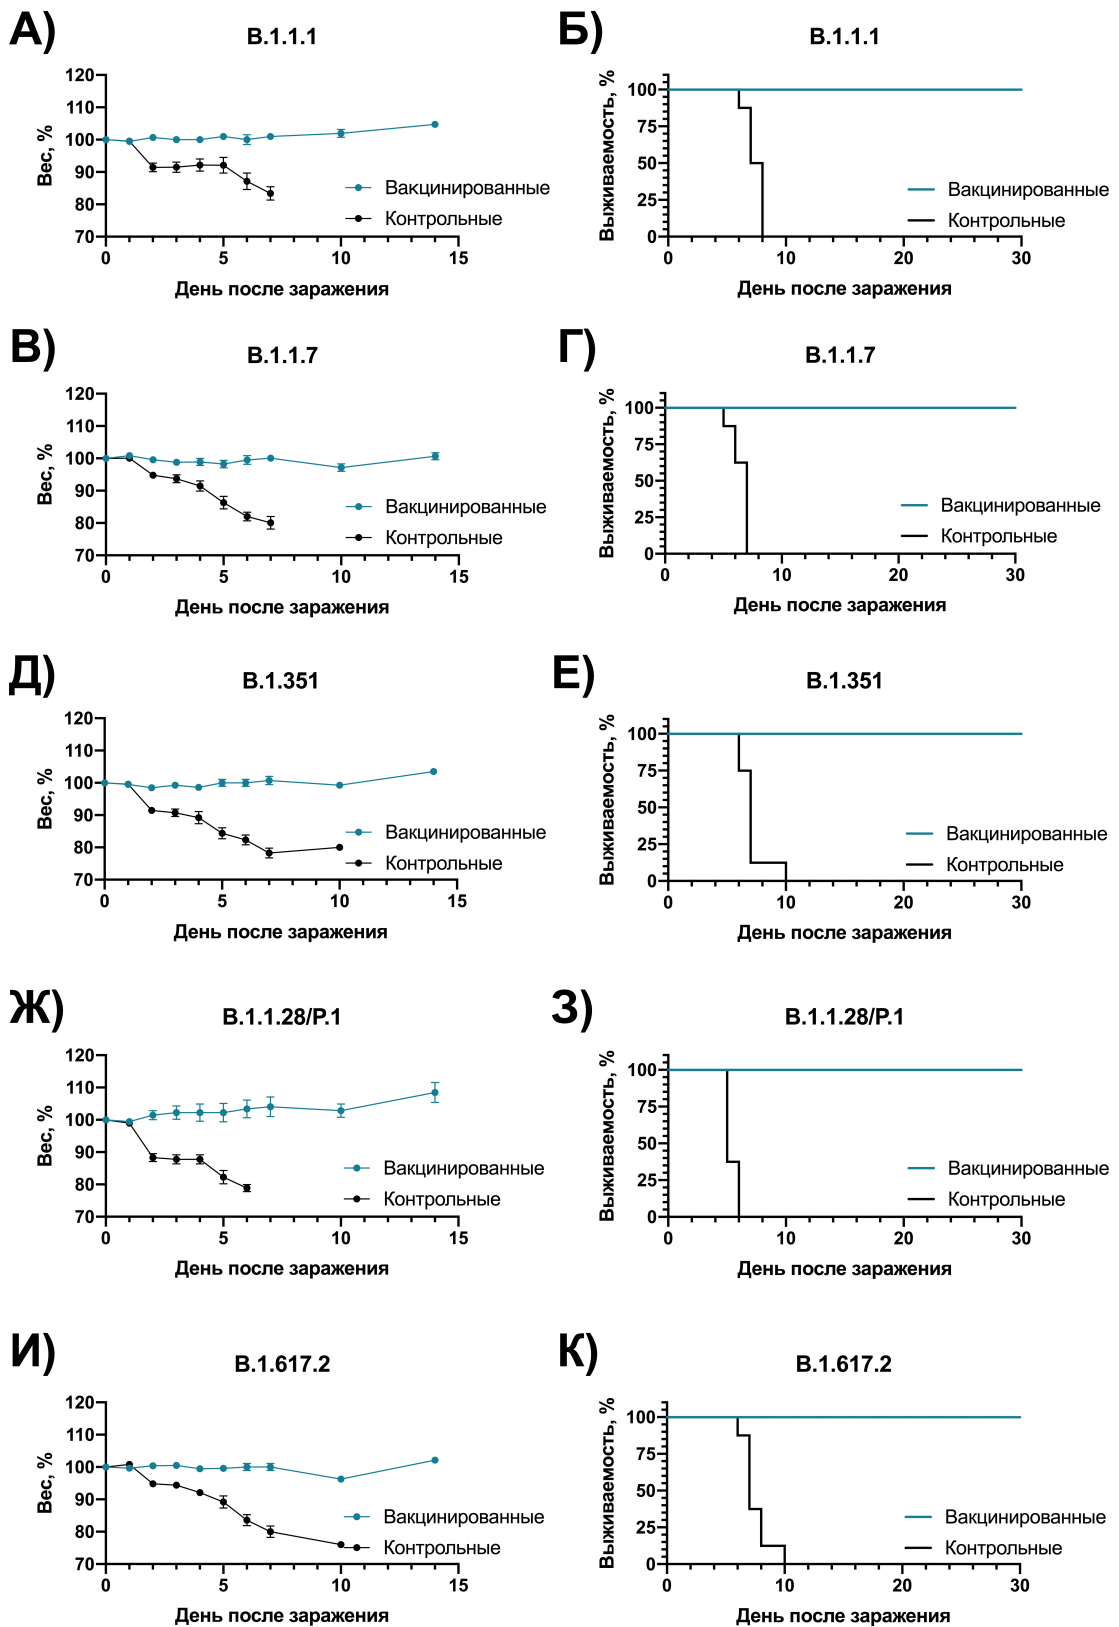 А)
B.1.1.1
120
110
100
90
80
70
Вес, %
0
5
10
15
День после заражения
Вакцинированные
Контрольные
Б)
B.1.1.1
100
75
50
25
0
Выживаемость, %
0
10
20
30
День после заражения
Вакцинированные
Контрольные
В)
B.1.1.7
120
110
100
90
80
70
Вес, %
0
5
10
15
День после заражения
Вакцинированные
Контрольные
Г)
B.1.1.7
100
75
50
25
0
Выживаемость, %
0
10
20
30
День после заражения
Вакцинированные
Контрольные
Д)
B.1.351
120
110
100
90
80
70
Вес, %
0
5
10
15
День после заражения
Вакцинированные
Контрольные
Е)
B.1.351
100
75
50
25
0
Выживаемость, %
0
10
20
30
День после заражения
Вакцинированные
Контрольные
Ж)
B.1.1.28/P.1
120
110
100
90
80
70
Вес, %
0
5
10
15
День после заражения
Вакцинированные
Контрольные
З)
B.1.1.28/P.1
100
75
50
25
0
Выживаемость, %
0
10
20
30
День после заражения
Вакцинированные
Контрольные
И)
B.1.617.2
120
110
100
90
80
70
Вес, %
0
5
10
15
День после заражения
Вакцинированные
Контрольные
К)
B.1.617.2
100
75
50
25
0
Выживаемость, %
0
10
20
30
День после заражения
Вакцинированные
Контрольные